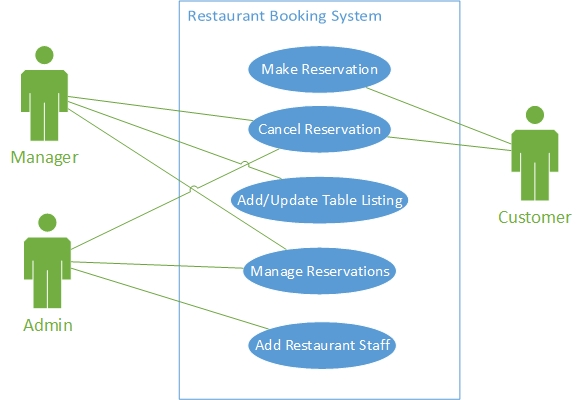 Restaurant Booking System
Make Reservation
Cancel Reservation
Manager
Add/Update Table Listing
Customer
Manage Reservations
Admin
Add Restaurant Staff